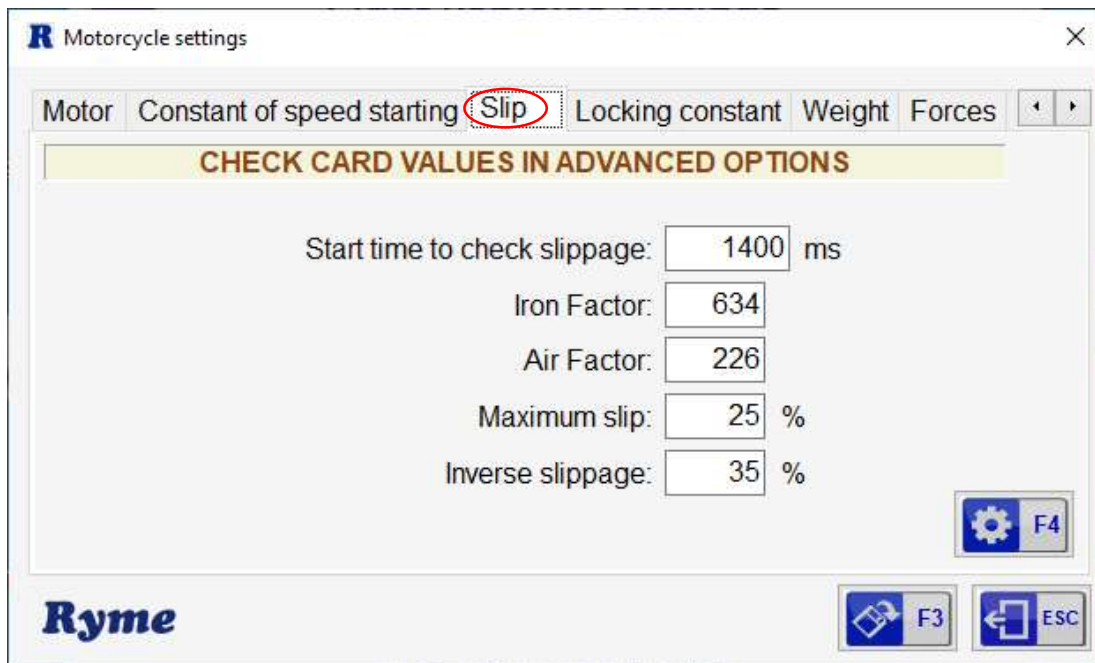 R Motorcycle settings
Motor Constant of speed starting Slip Locking constant Weight Forces
CHECK CARD VALUES IN ADVANCED OPTIONS
Start time to check slippage: 1400 ms
Iron Factor: 634
Air Factor: 226
Maximum slip: 25 %
Inverse slippage: 35 %
F4
Ryme F3 ESC